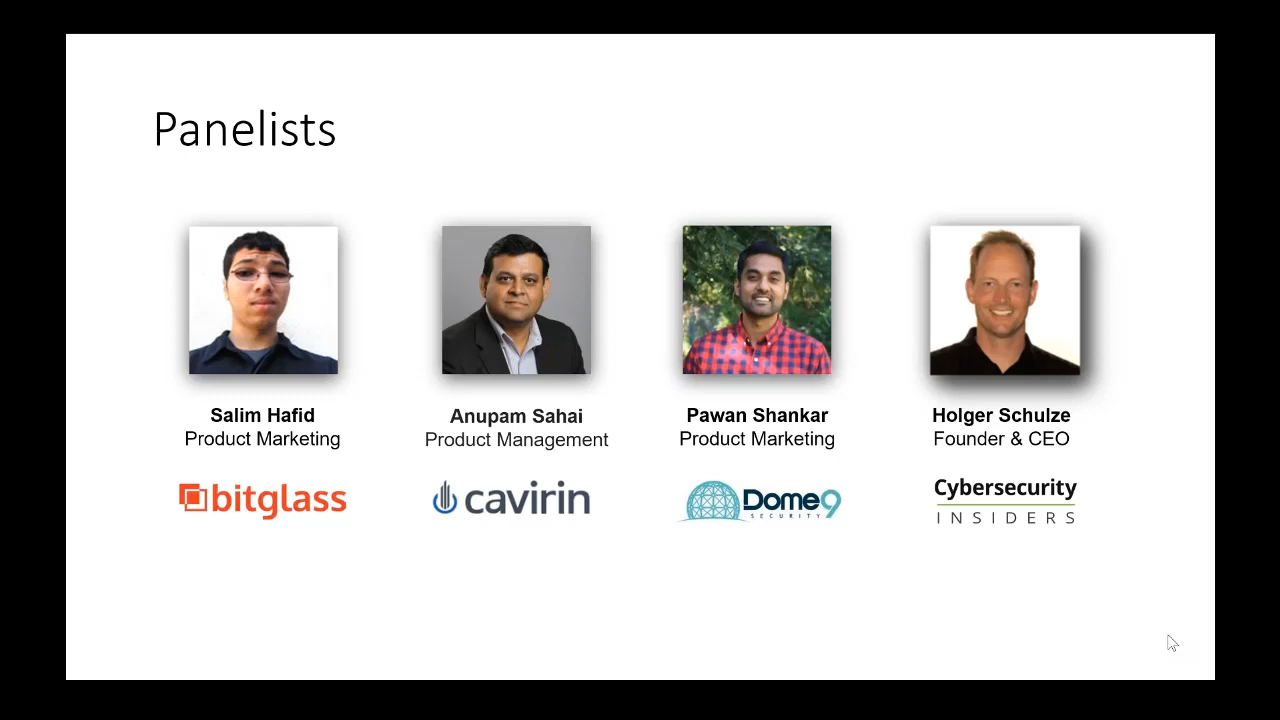 Panelists
Salim Hafid
Product Marketing
bitglass
Anupam Sahai
Product Management
cavirin
Pawan Shankar
Product Marketing
Dome9
SECURITY
Holger Schulze
Founder & CEO
Cybersecurity
INSIDERS